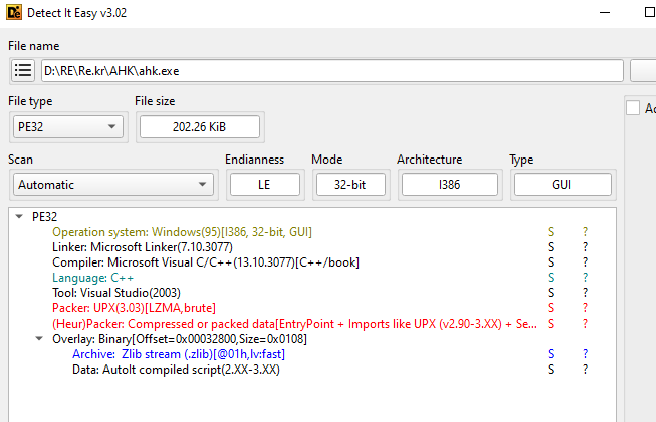 Detect It Easy v3.02
File name
D:\RE\Re.kr\AHK\ahk.exe
File type File size
PE32 202.26 KiB
Scan Endianness Mode Architecture Type
Automatic LE 32-bit I386 GUI
PE32
Operation system: Windows(95)[I386, 32-bit, GUI] S ?
Linker: Microsoft Linker(7.10.3077) S ?
Compiler: Microsoft Visual C/C++(13.10.3077)[C++/book] S ?
Language: C++ S ?
Tool: Visual Studio(2003) S ?
Packer: UPX(3.03)[LZMA,brute] S ?
(Heur)Packer: Compressed or packed data[EntryPoint + Imports like UPX (v2.90-3.XX) + Se... S ?
Overlay: Binary[Offset=0x00032800,Size=0x0108]
Archive: Zlib stream (.zlib)[@01h,lv:fast] S ?
Data: AutoIt compiled script(2.XX-3.XX) S ?